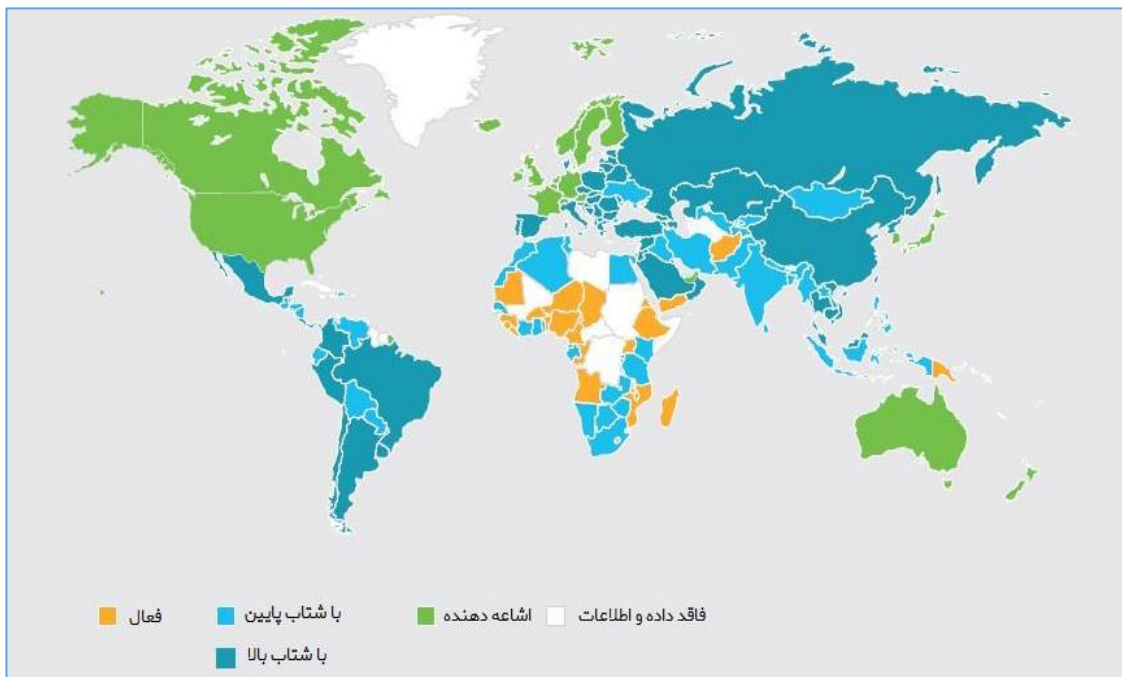 فاقد داده و اطلاعات
اشاعه دهنده
با شتاب پایین
فعال
با شتاب بالا